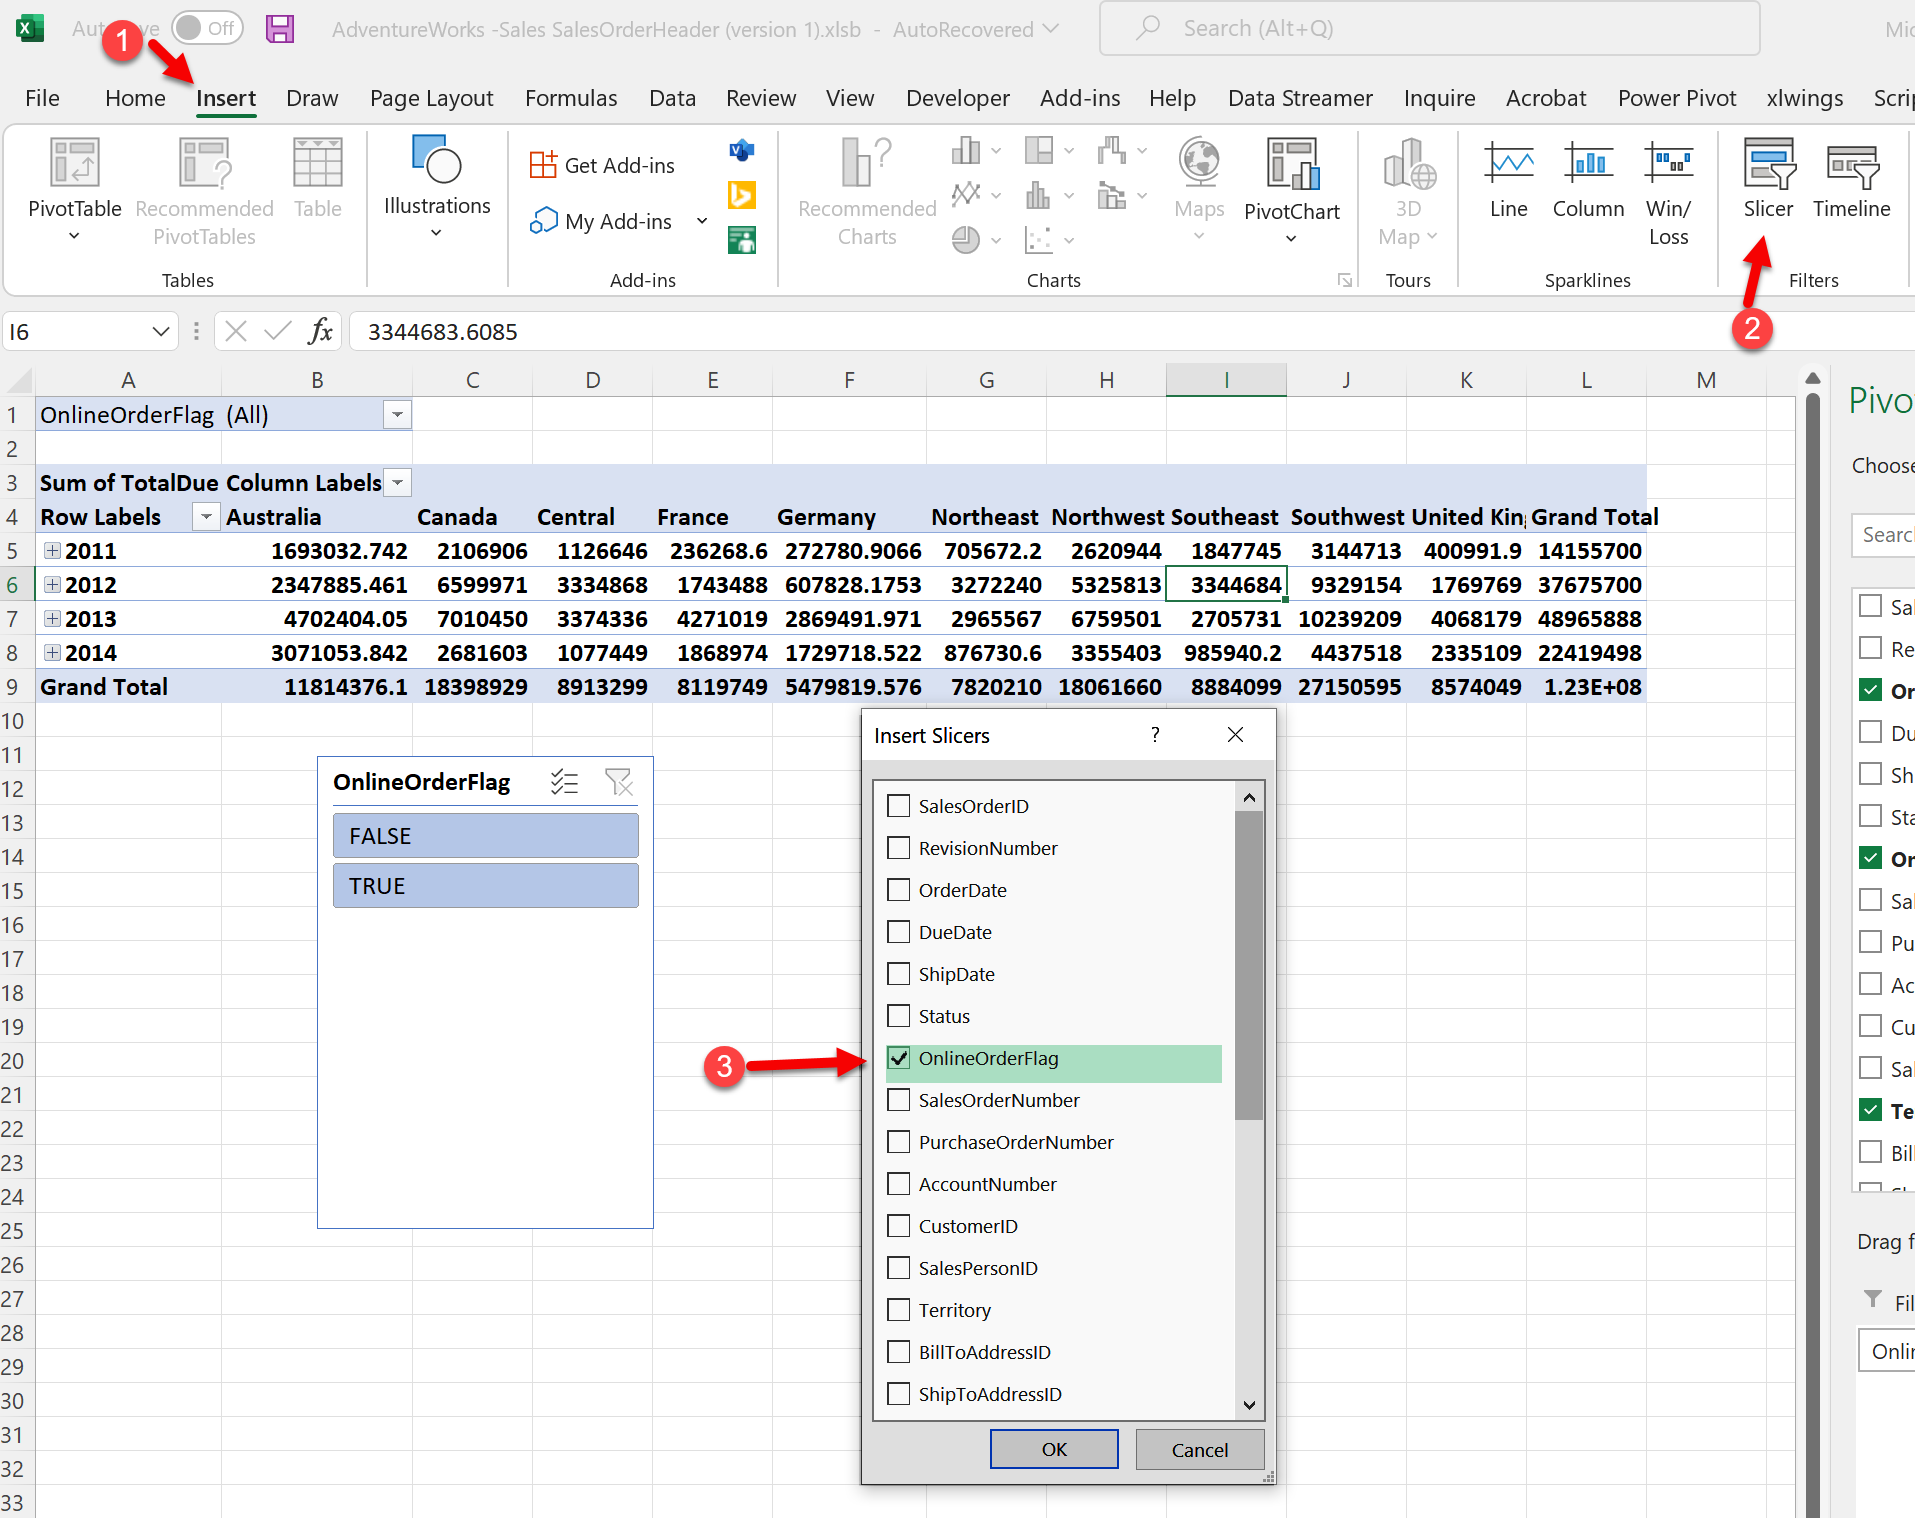 Off AdventureWorks -Sales SalesOrderHeader (version 1).xlsb - AutoRecovered Search (Alt+Q)
1
File Home Insert Draw Page Layout Formulas Data Review View Developer Add-ins Help Data Streamer Inquire Acrobat Power Pivot xlwings
PivotTable Recommended PivotTables Table
Tables
Illustrations
Get Add-ins
My Add-ins
Add-ins
Recommended Charts
Maps PivotChart
Charts
3D Map
Tours
Line Column Win/ Loss
Sparklines
Slicer Timeline
Filters
2
I6 fx 3344683.6085
A B C D E F G H I J K L M
1 OnlineOrderFlag (All)
2
3 Sum of TotalDue Column Labels
4 Row Labels Australia Canada Central France Germany Northeast Northwest Southeast Southwest United Kin Grand Total
5 2011 1693032.742 2106906 1126646 236268.6 272780.9066 705672.2 2620944 1847745 3144713 400991.9 14155700
6 2012 2347885.461 6599971 3334868 1743488 607828.1753 3272240 5325813 3344684 9329154 1769769 37675700
7 2013 4702404.05 7010450 3374336 4271019 2869491.971 2965567 6759501 2705731 10239209 4068179 48965888
8 2014 3071053.842 2681603 1077449 1868974 1729718.522 876730.6 3355403 985940.2 4437518 2335109 22419498
9 Grand Total 11814376.1 18398929 8913299 8119749 5479819.576 7820210 18061660 8884099 27150595 8574049 1.23E+08
10
11
12
13
14
15
16
17
18
19
20
21
22
23
24
25
26
27
28
29
30
31
32
33
OnlineOrderFlag
FALSE
TRUE
Insert Slicers ?
SalesOrderID
RevisionNumber
OrderDate
DueDate
ShipDate
Status
3
OnlineOrderFlag
SalesOrderNumber
PurchaseOrderNumber
AccountNumber
CustomerID
SalesPersonID
Territory
BillToAddressID
ShipToAddressID
OK Cancel
Pivo
Choose
Search
Sal
Re
Or
Du
Sh
Sta
Or
Sal
Pu
Ac
Cu
Sal
Te
Bil
Drag f
Fil
Onlin